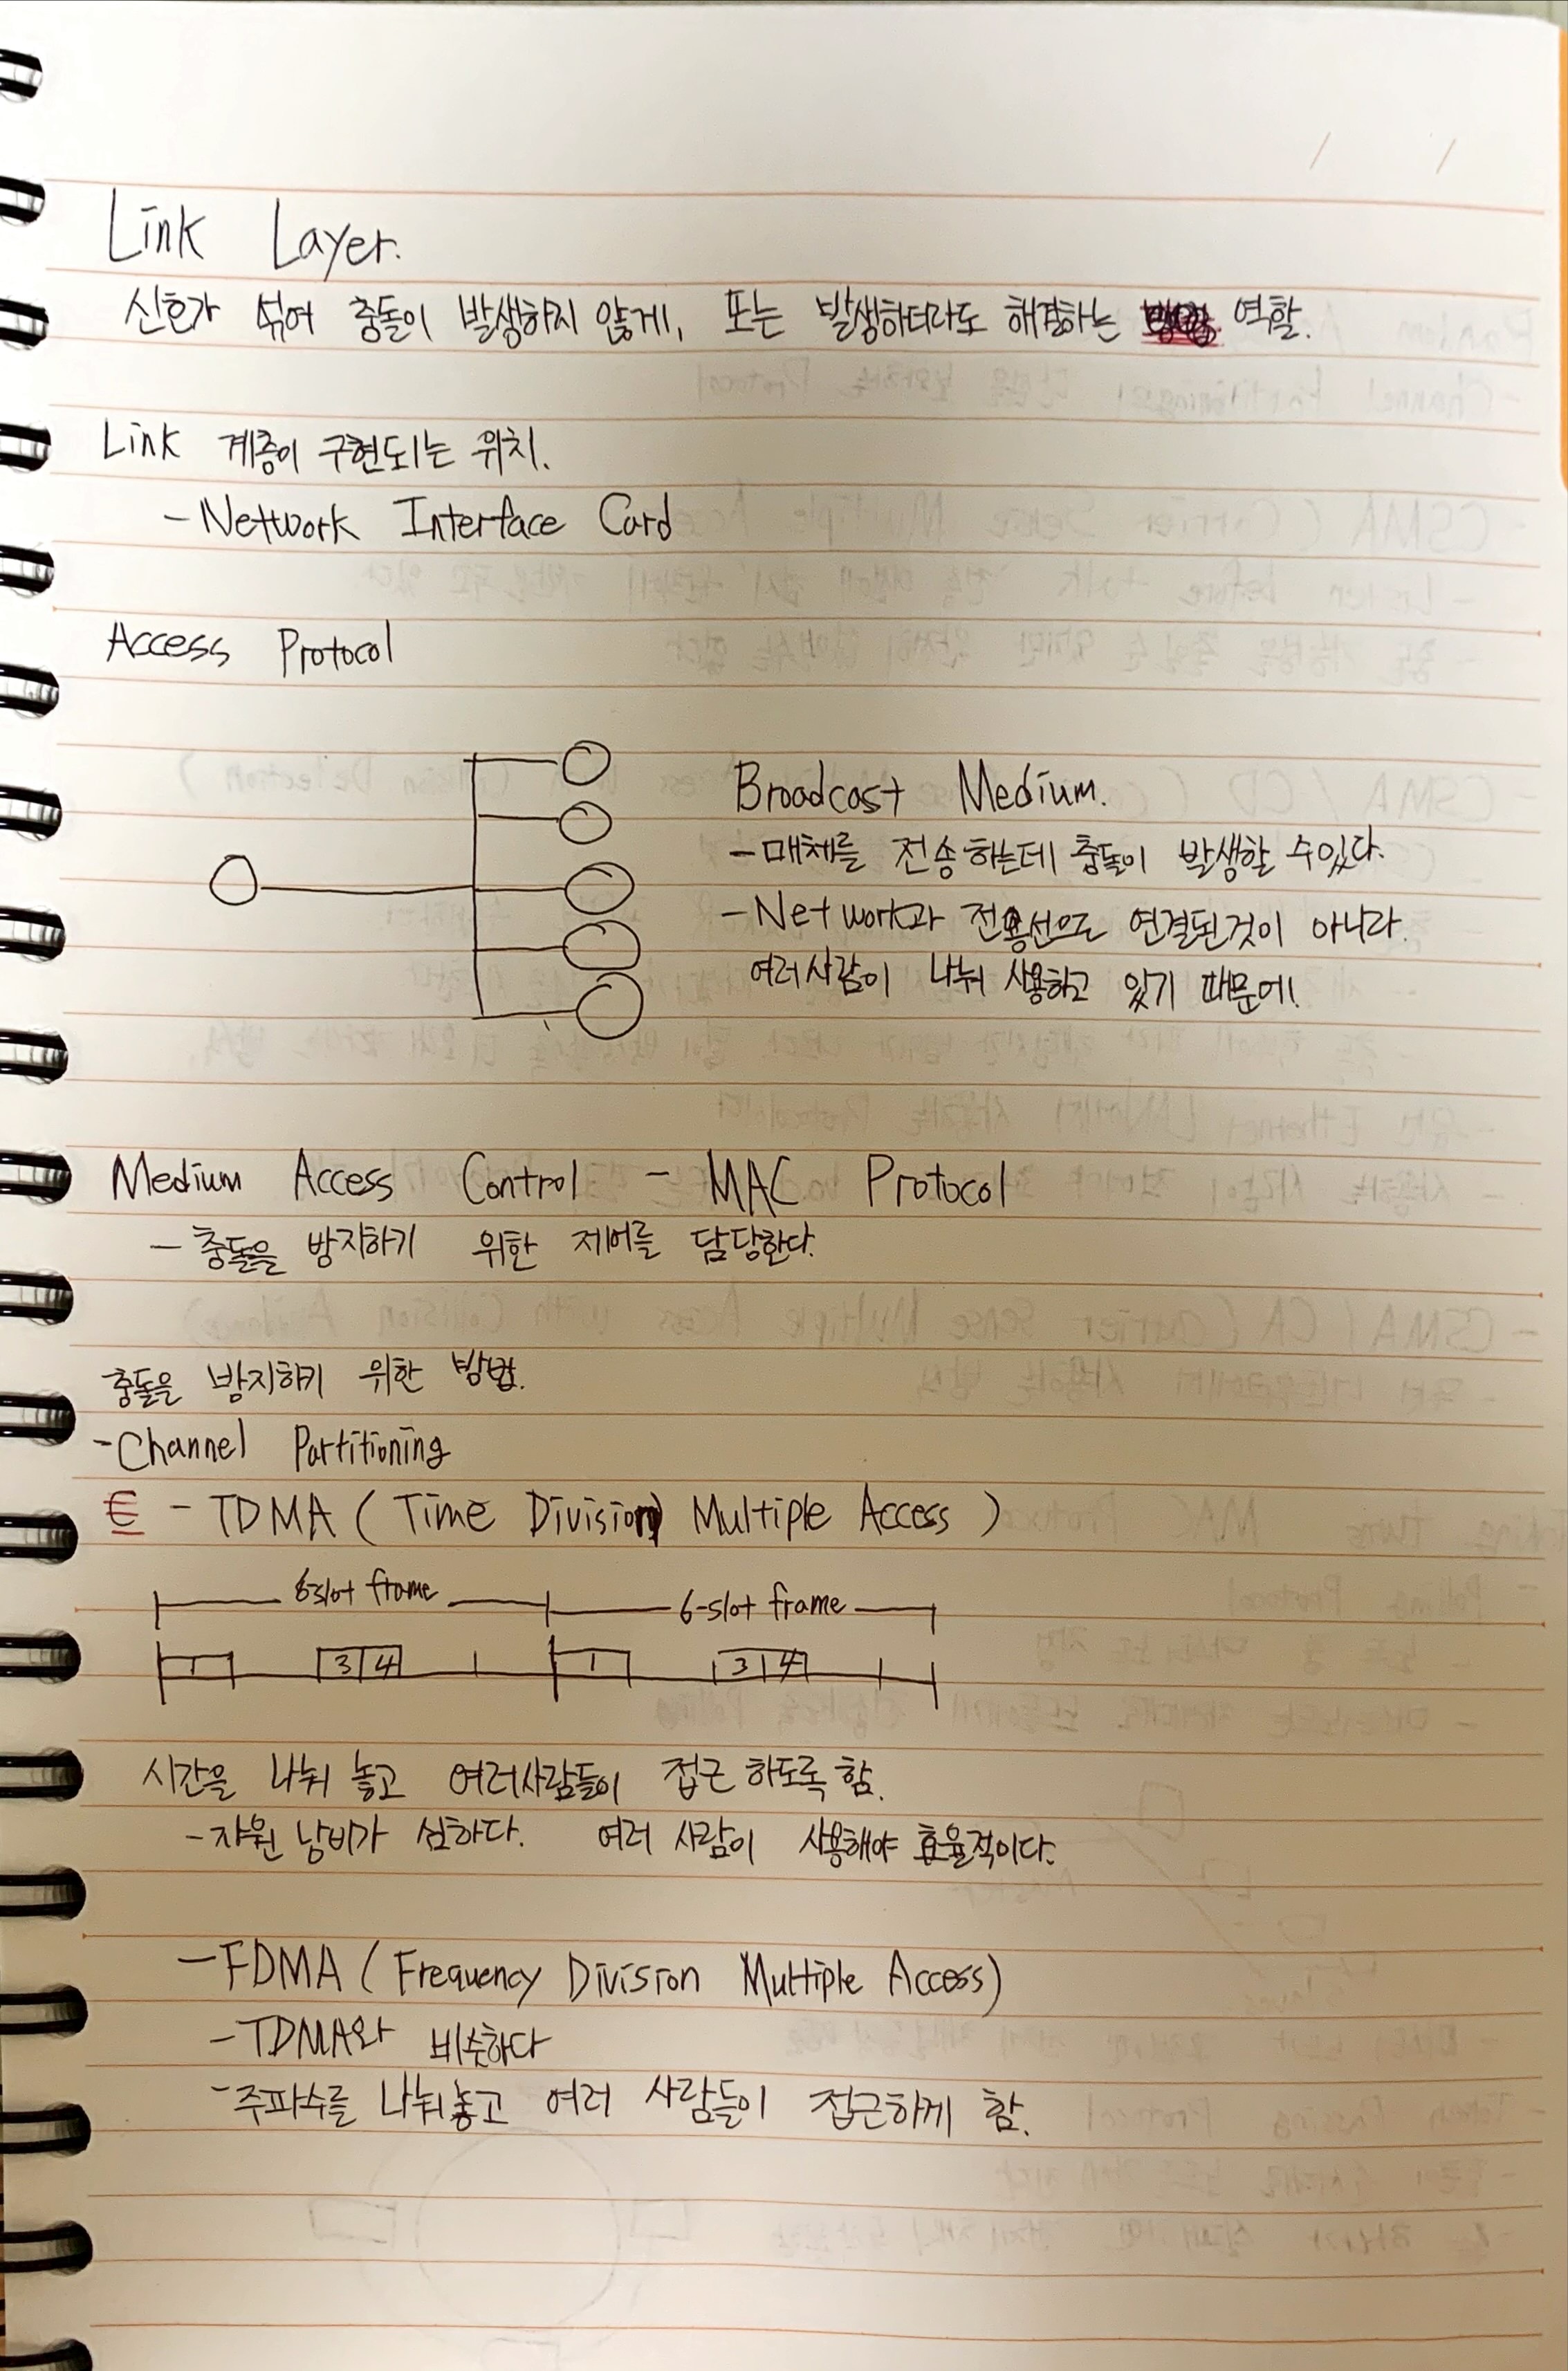 Link Layer.
신호가 섞여 충돌이 발생하지 않게, 또는 발생하더라도 해결하는 역할.
Link 계층이 구현되는 위치.
- Network Interface Card
Access Protocol
Broadcast Medium.
- 매체를 전송하는데 충돌이 발생할 수있다.
- Network과 전용선으로 연결된것이 아니라.
여러사람이 나눠 사용하고 있기 때문에.
Medium Access Control - MAC Protocol
- 충돌을 방지하기 위한 제어를 담당한다.
충돌을 방지하기 위한 방법.
- Channel Partitioning
€ - TDMA ( Time Division Multiple Access )
6slot frame 6-slot frame
1 3 4 1 3 4
시간을 나눠 놓고 여러사람들이 접근 하도록 함.
- 자원 낭비가 심하다. 여러 사람이 사용해야 효율적이다.
- FDMA ( Frequency Division Multiple Access)
- TDMA와 비슷하다
- 주파수를 나눠놓고 여러 사람들이 접근하게 함.